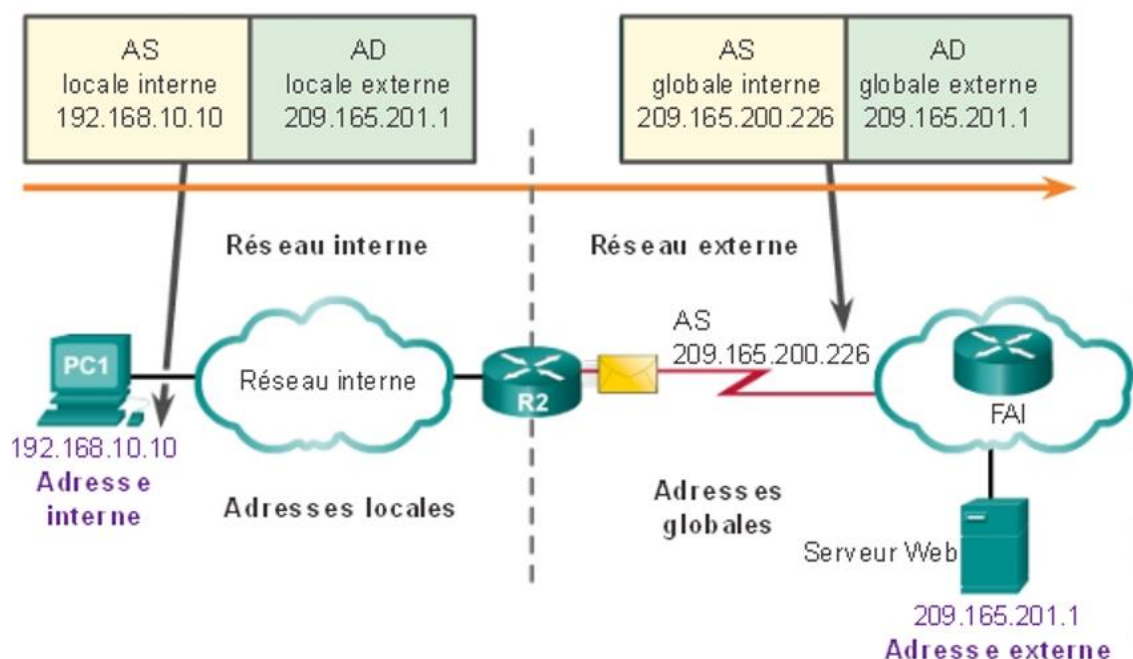 AS
locale interne
192.168.10.10
AD
locale externe
209.165.201.1
AS
globale interne
209.165.200.226
AD
globale externe
209.165.201.1
Réseau interne
Réseau externe
PC1
192.168.10.10
Adresse
interne
Réseau interne
R2
AS
209.165.200.226
FAI
Adresses locales
Adresses
globales
Serveur Web
209.165.201.1
Adresse externe